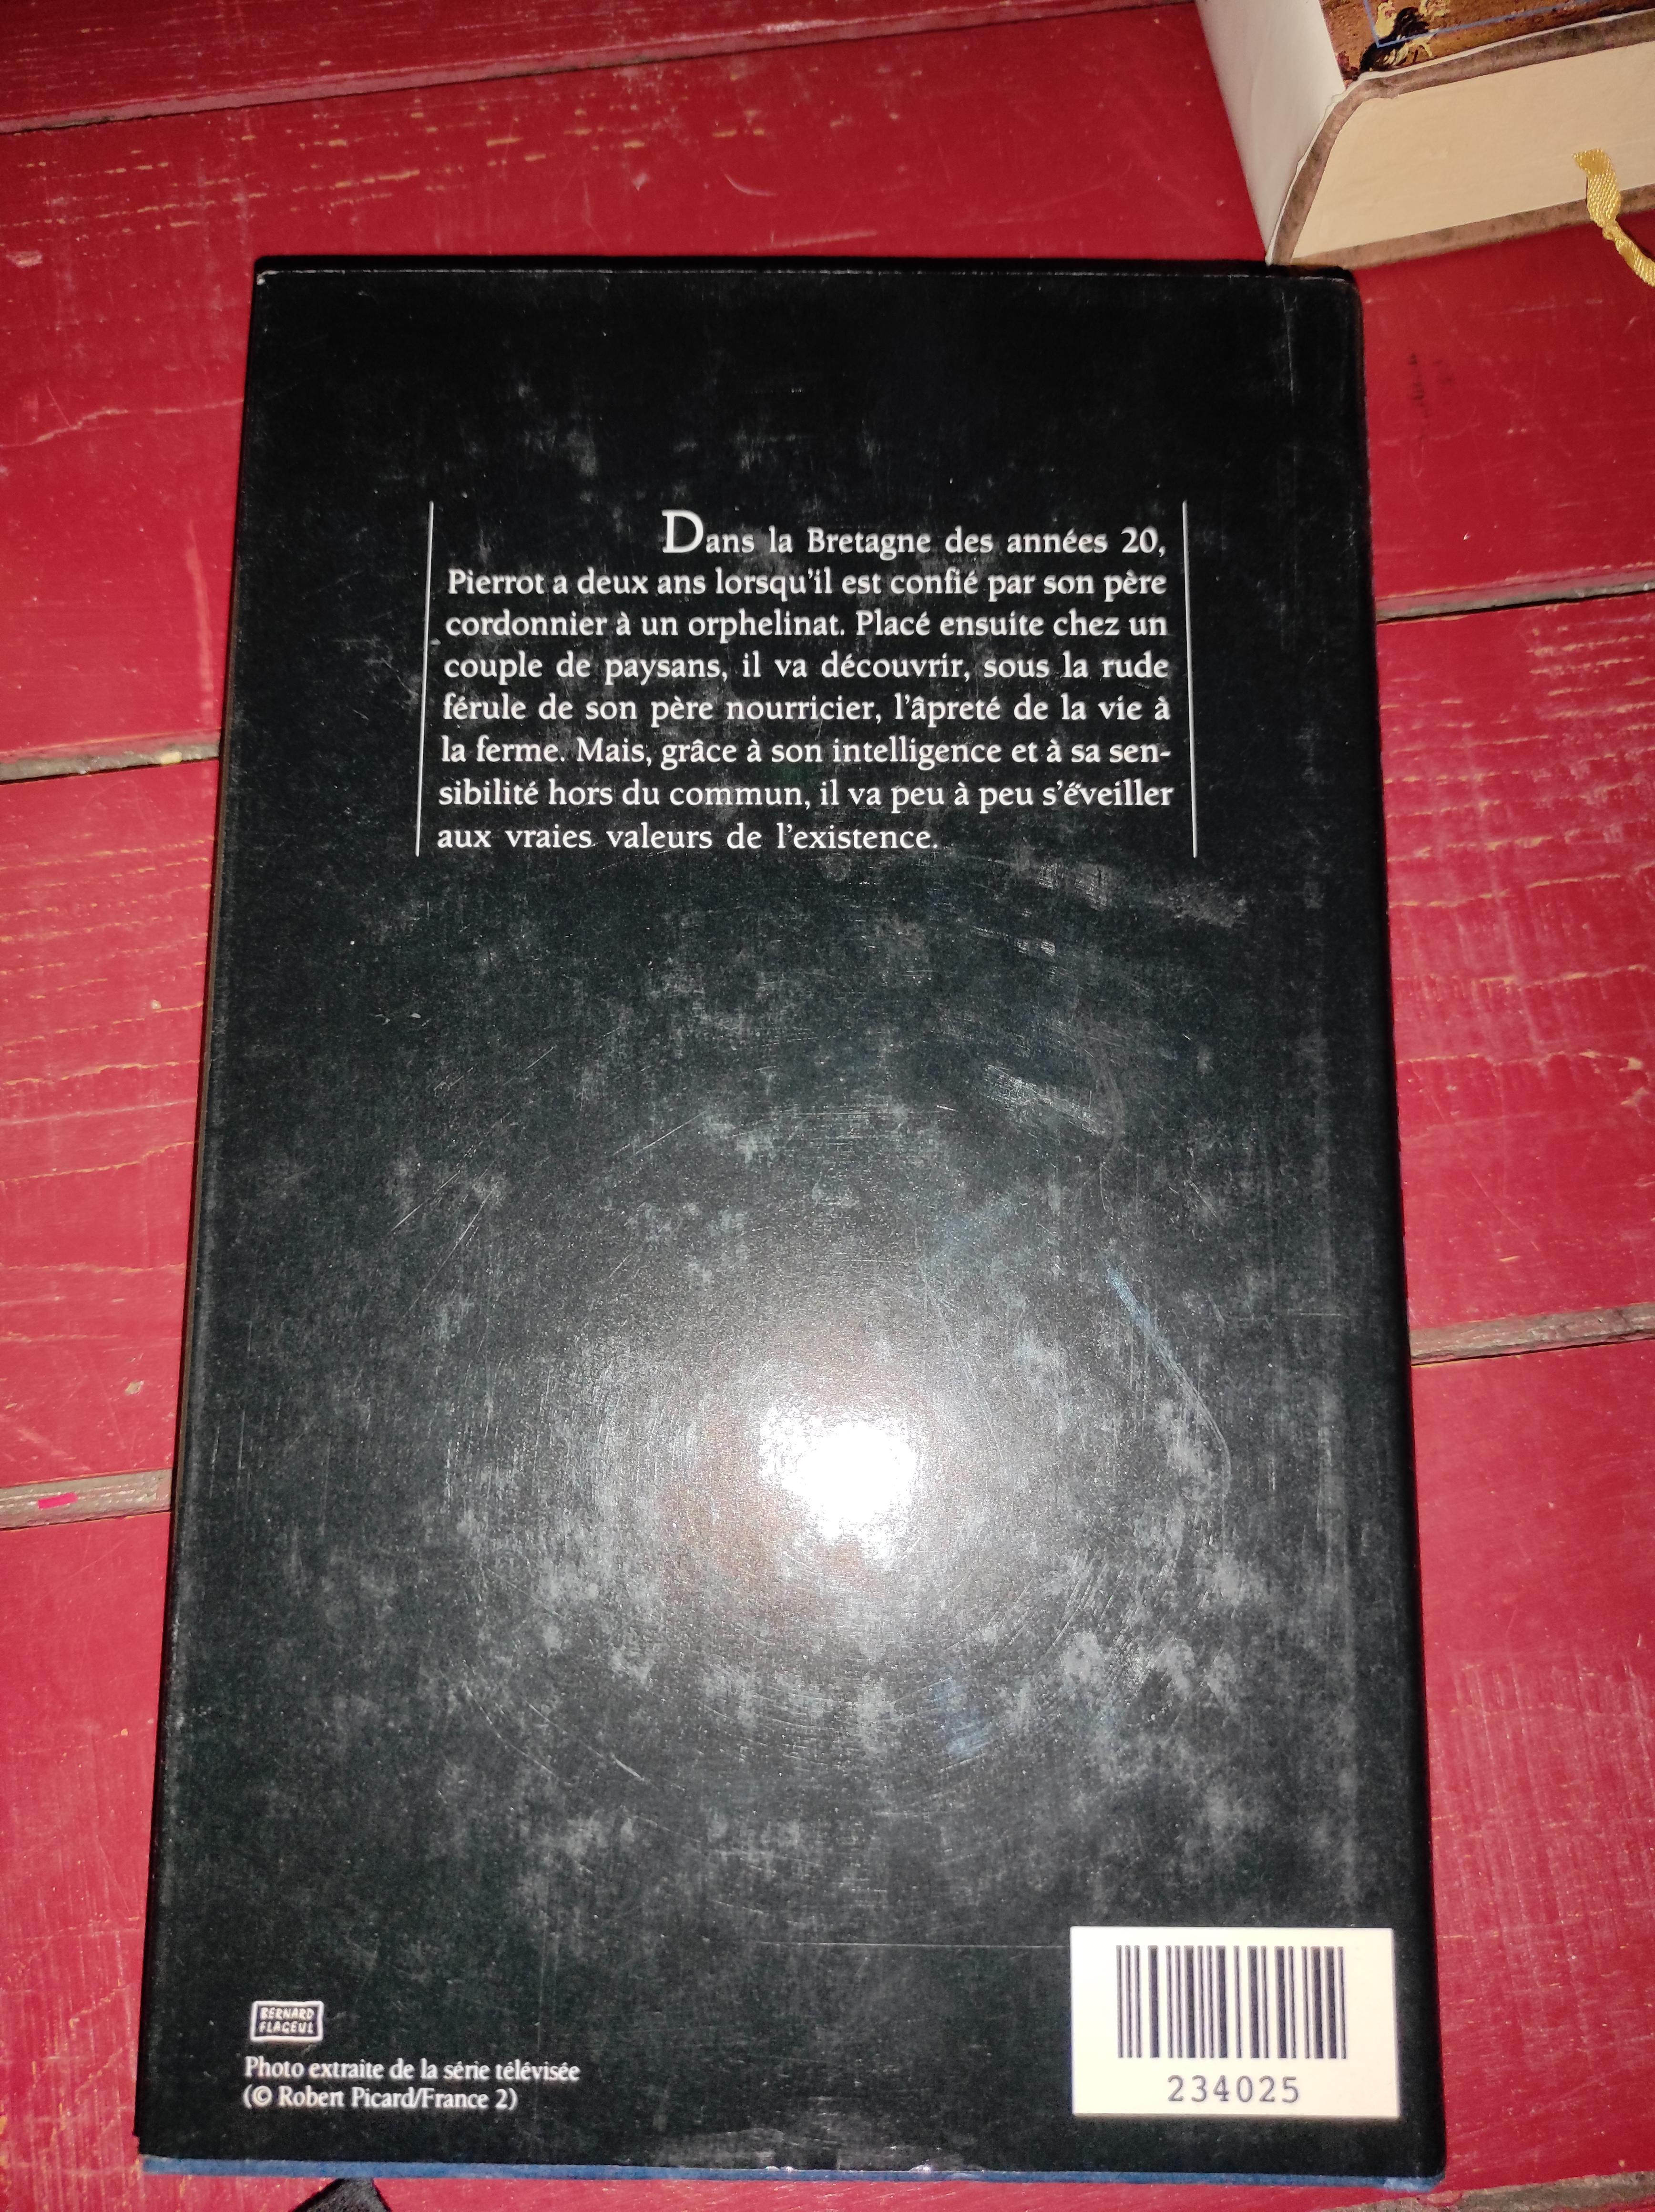 Dans la Bretagne des années 20,
Pierrot a deux ans lorsqu'il est confié par son père
cordonnier à un orphelinat. Placé ensuite chez un
couple de paysans, il va découvrir, sous la rude
férule de son père nourricier, l'âpreté de la vie à
la ferme. Mais, grâce à son intelligence et à sa sen-
sibilité hors du commun, il va peu à peu s'éveiller
aux vraies valeurs de l'existence.
BERNARD
FLAGEUL
Photo extraite de la série télévisée
(© Robert Picard/France 2)
234025